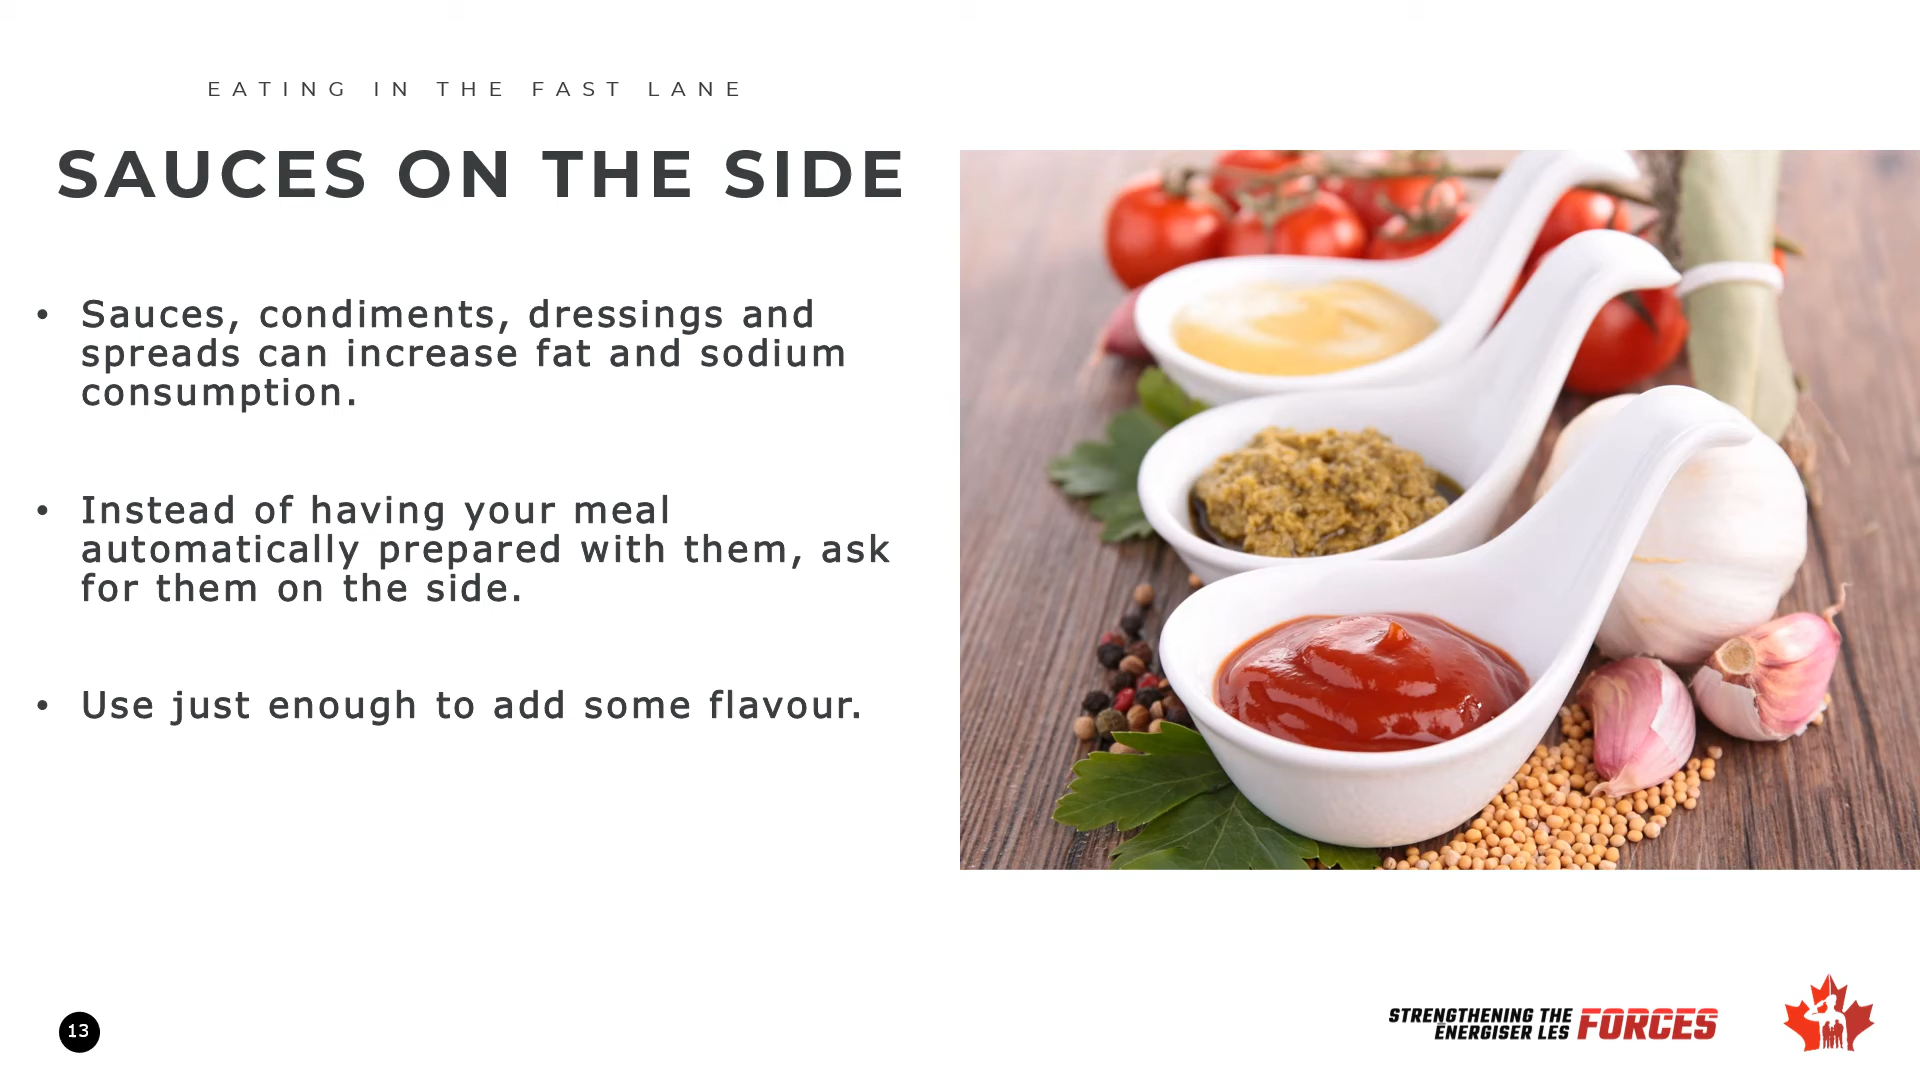 EATING IN THE FAST LANE
SAUCES ON THE SIDE
• Sauces, condiments, dressings and
spreads can increase fat and sodium
consumption.
• Instead of having your meal
automatically prepared with them, ask
for them on the side.
• Use just enough to add some flavour.
13
STRENGTHENING THE
ÉNERGISER LES
FORCES